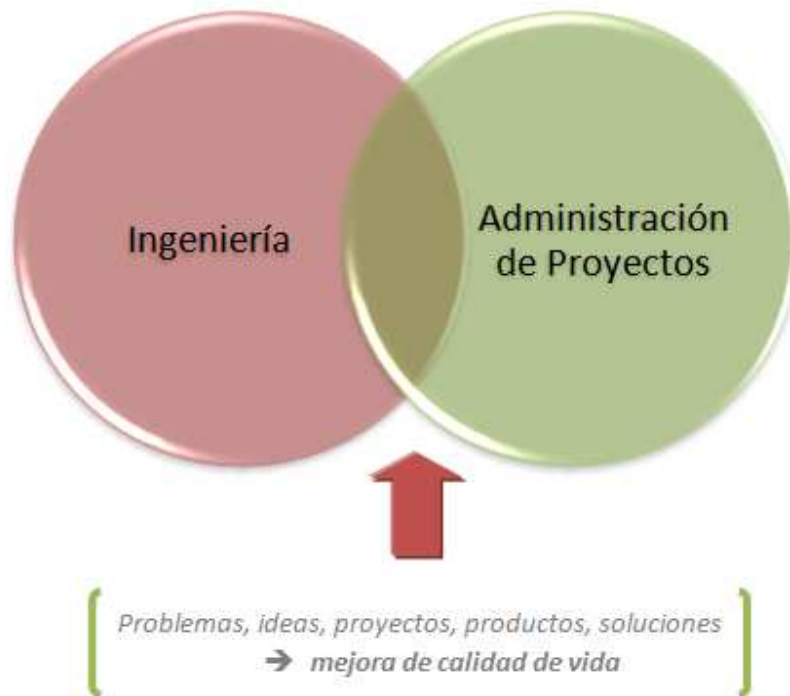 Ingeniería
Administración
de Proyectos
Problemas, ideas, proyectos, productos, soluciones
➔ mejora de calidad de vida